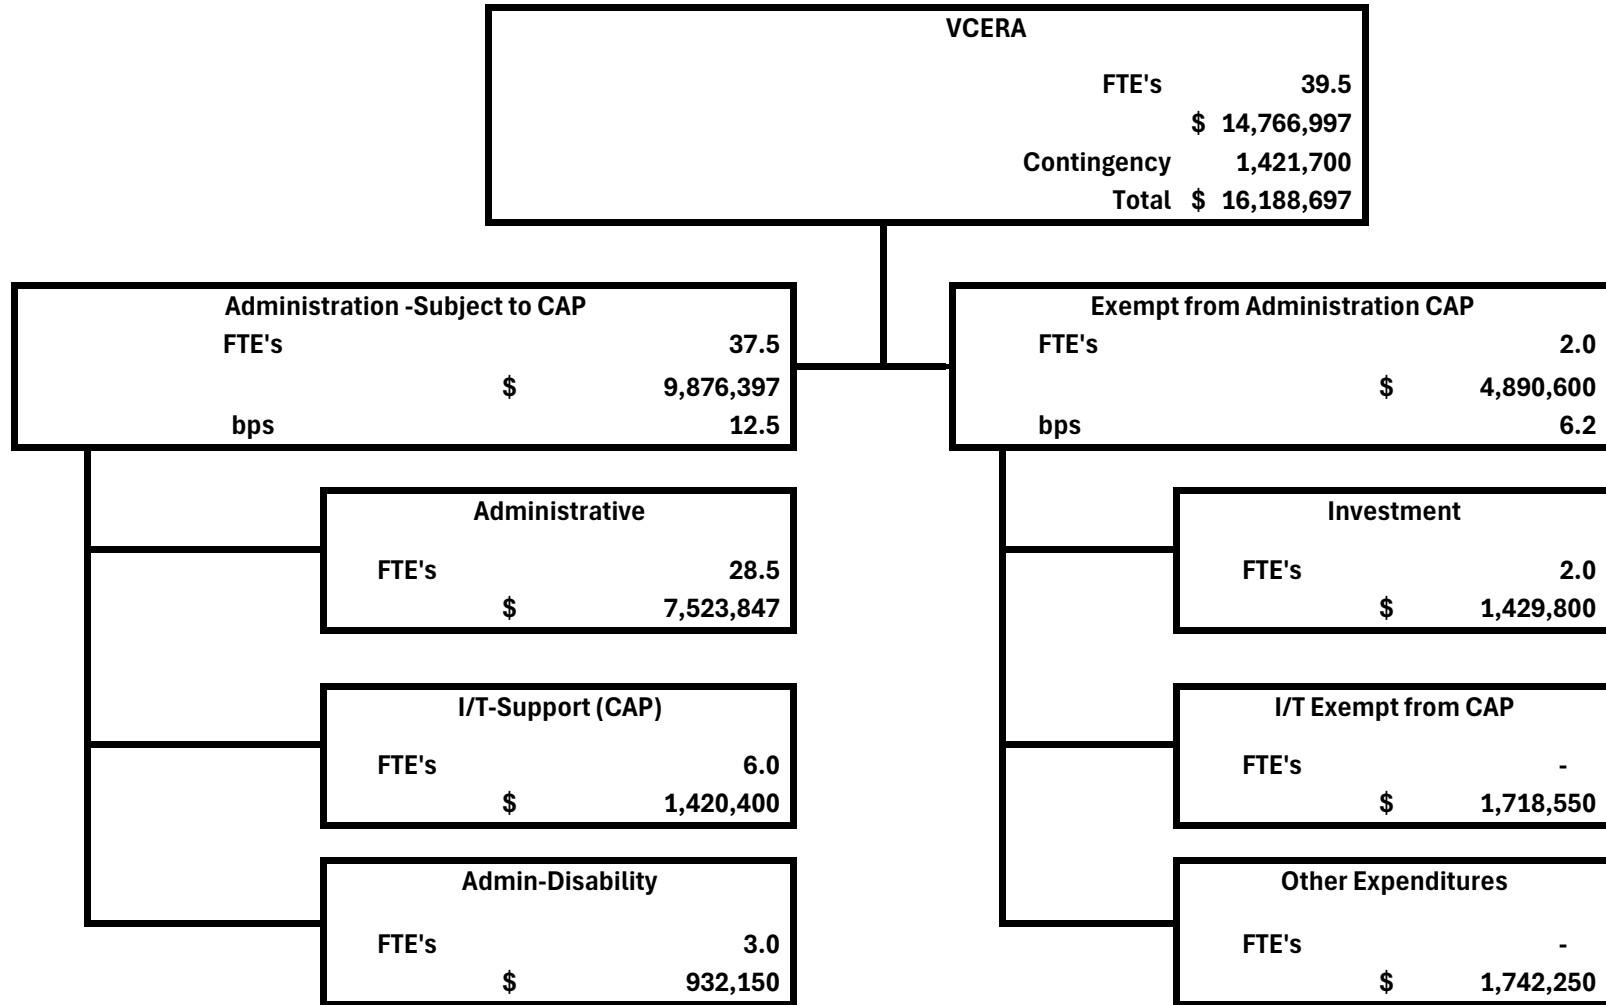 VCERA
FTE's 39.5
$ 14,766,997
Contingency 1,421,700
Total $ 16,188,697
Administration -Subject to CAP
FTE's 37.5
$ 9,876,397
bps 12.5
Exempt from Administration CAP
FTE's 2.0
$ 4,890,600
bps 6.2
Administrative
FTE's 28.5
$ 7,523,847
Investment
FTE's 2.0
$ 1,429,800
I/T-Support (CAP)
FTE's 6.0
$ 1,420,400
I/T Exempt from CAP
FTE's -
$ 1,718,550
Admin-Disability
FTE's 3.0
$ 932,150
Other Expenditures
FTE's -
$ 1,742,250